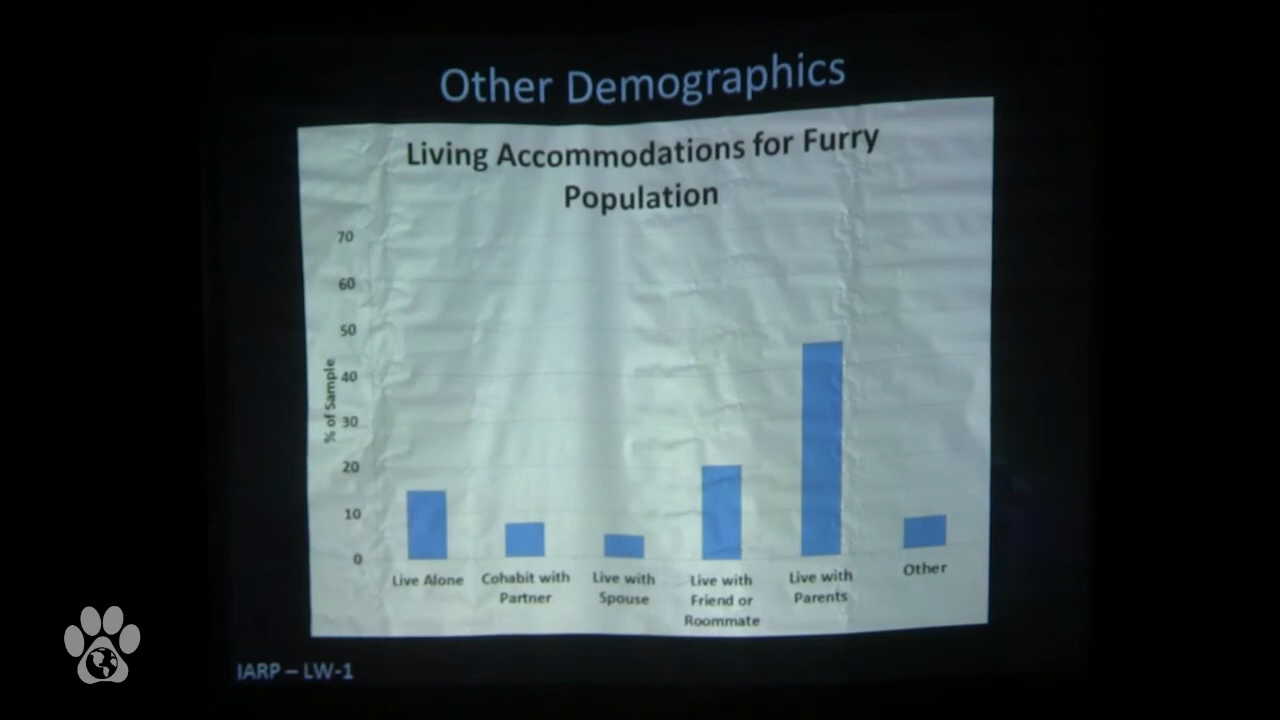 Other Demographics
Living Accommodations for Furry
Population
70
60
50
40
30
20
10
0
% of Sample
Live Alone
Cohabit with
Partner
Live with
Spouse
Live with
Friend or
Roommate
Live with
Parents
Other
IARP – LW-1